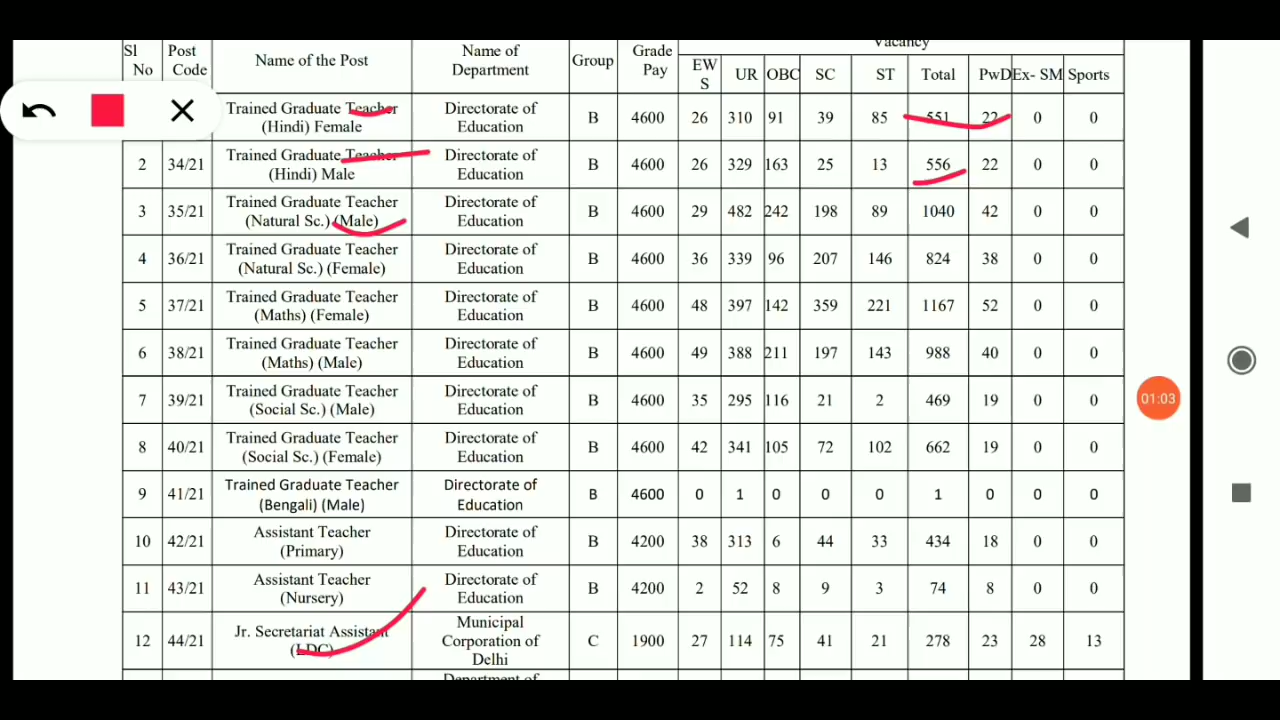 Vacancy
Sl No Post Code Name of the Post Name of Department Group Grade Pay EWS UR OBC SC ST Total PwD Ex- SM Sports
Trained Graduate Teacher (Hindi) Female Directorate of Education B 4600 26 310 91 39 85 551 22 0 0
2 34/21 Trained Graduate Teacher (Hindi) Male Directorate of Education B 4600 26 329 163 25 13 556 22 0 0
3 35/21 Trained Graduate Teacher (Natural Sc.) (Male) Directorate of Education B 4600 29 482 242 198 89 1040 42 0 0
4 36/21 Trained Graduate Teacher (Natural Sc.) (Female) Directorate of Education B 4600 36 339 96 207 146 824 38 0 0
5 37/21 Trained Graduate Teacher (Maths) (Female) Directorate of Education B 4600 48 397 142 359 221 1167 52 0 0
6 38/21 Trained Graduate Teacher (Maths) (Male) Directorate of Education B 4600 49 388 211 197 143 988 40 0 0
7 39/21 Trained Graduate Teacher (Social Sc.) (Male) Directorate of Education B 4600 35 295 116 21 2 469 19 0 0
8 40/21 Trained Graduate Teacher (Social Sc.) (Female) Directorate of Education B 4600 42 341 105 72 102 662 19 0 0
9 41/21 Trained Graduate Teacher (Bengali) (Male) Directorate of Education B 4600 0 1 0 0 0 1 0 0 0
10 42/21 Assistant Teacher (Primary) Directorate of Education B 4200 38 313 6 44 33 434 18 0 0
11 43/21 Assistant Teacher (Nursery) Directorate of Education B 4200 2 52 8 9 3 74 8 0 0
12 44/21 Jr. Secretariat Assistant (LDC) Municipal Corporation of Delhi C 1900 27 114 75 41 21 278 23 28 13
Department of
01:03